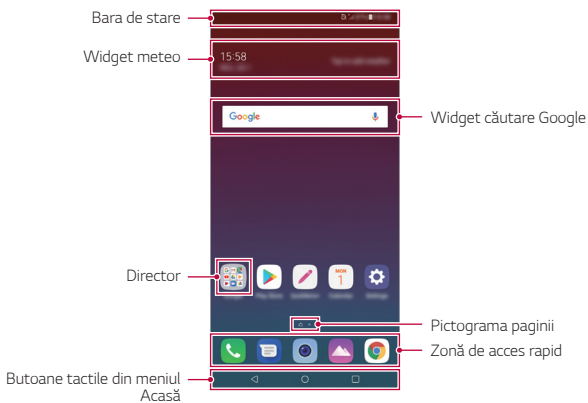 Bara de stare
Widget meteo
15:58
Google
Widget căutare Google
Director
MON
1
Pictograma paginii
Zonă de acces rapid
Butoane tactile din meniul
Acasă